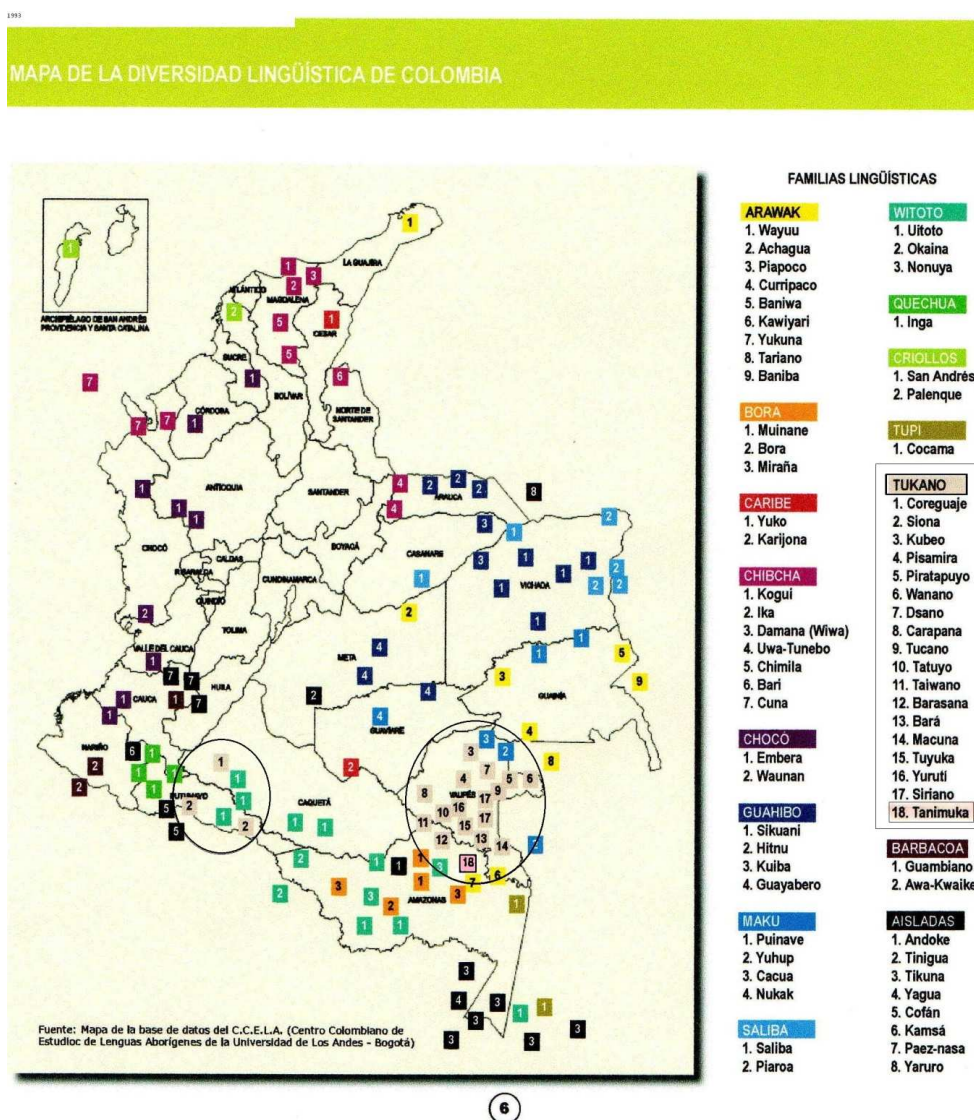 1993
MAPA DE LA DIVERSIDAD LINGÜÍSTICA DE COLOMBIA
ARCHIPIÉLAGO DE SAN ANDRÉS
PROVIDENCIA Y SANTA CATALINA
LA GUAJIRA
ATLÁNTICO
MAGDALENA
CESAR
SUCRE
BOLÍVAR
CÓRDOBA
NORTE DE
SANTANDER
ANTIOQUIA
SANTANDER
ARAUCA
CHOCÓ
BOYACÁ
CASANARE
CALDAS
RISARALDA
CUNDINAMARCA
VICHADA
QUINDÍO
TOLIMA
VALLE DEL CAUCA
META
HUILA
GUAINÍA
CAUCA
GUAVIARE
NARIÑO
PUTUMAYO
CAQUETÁ
VAUPÉS
AMAZONAS
Fuente: Mapa de la base de datos del C.C.E.L.A. (Centro Colombiano de
Estudioc de Lenguas Aborígenes de la Universidad de Los Andes - Bogotá)
FAMILIAS LINGÜÍSTICAS
ARAWAK
1. Wayuu
2. Achagua
3. Piapoco
4. Curripaco
5. Baniwa
6. Kawiyari
7. Yukuna
8. Tariano
9. Baniba
BORA
1. Muinane
2. Bora
3. Miraña
CARIBE
1. Yuko
2. Karijona
CHIBCHA
1. Kogui
2. Ika
3. Damana (Wiwa)
4. Uwa-Tunebo
5. Chimila
6. Bari
7. Cuna
CHOCÓ
1. Embera
2. Waunan
GUAHIBO
1. Sikuani
2. Hitnu
3. Kuiba
4. Guayabero
MAKU
1. Puinave
2. Yuhup
3. Cacua
4. Nukak
SALIBA
1. Saliba
2. Piaroa
WITOTO
1. Uitoto
2. Okaina
3. Nonuya
QUECHUA
1. Inga
CRIOLLOS
1. San Andrés
2. Palenque
TUPI
1. Cocama
TUKANO
1. Coreguaje
2. Siona
3. Kubeo
4. Pisamira
5. Piratapuyo
6. Wanano
7. Dsano
8. Carapana
9. Tucano
10. Tatuyo
11. Taiwano
12. Barasana
13. Bará
14. Macuna
15. Tuyuka
16. Yurutí
17. Siriano
18. Tanimuka
BARBACOA
1. Guambiano
2. Awa-Kwaike
AISLADAS
1. Andoke
2. Tinigua
3. Tikuna
4. Yagua
5. Cofán
6. Kamsá
7. Paez-nasa
8. Yaruro
6